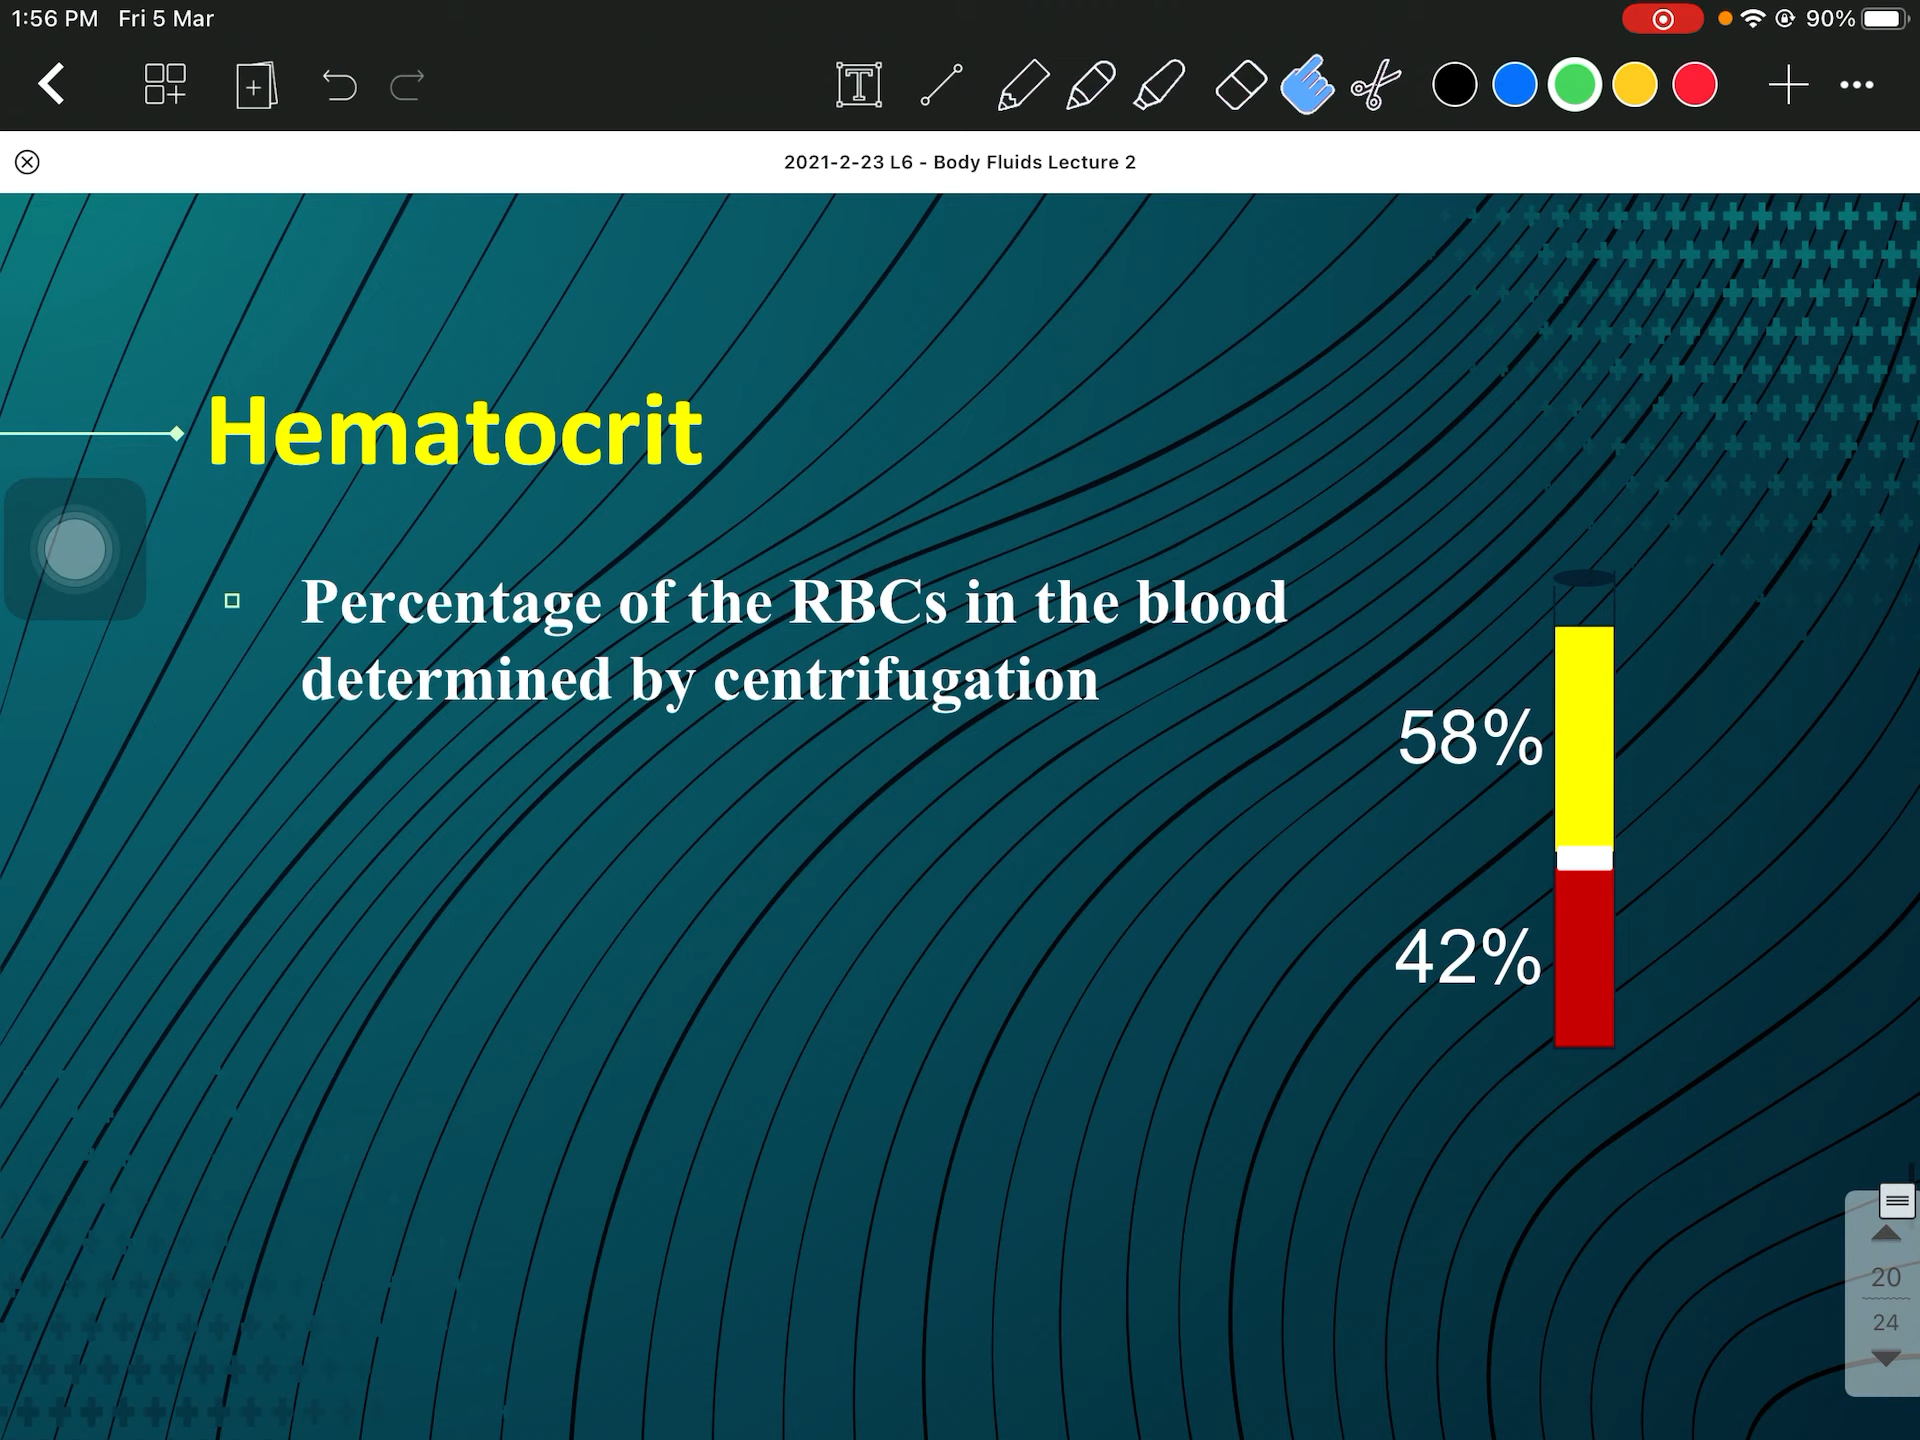 1:56 PM Fri 5 Mar
90%
T
2021-2-23 L6 - Body Fluids Lecture 2
Hematocrit
Percentage of the RBCs in the blood
determined by centrifugation
58%
42%
20
24